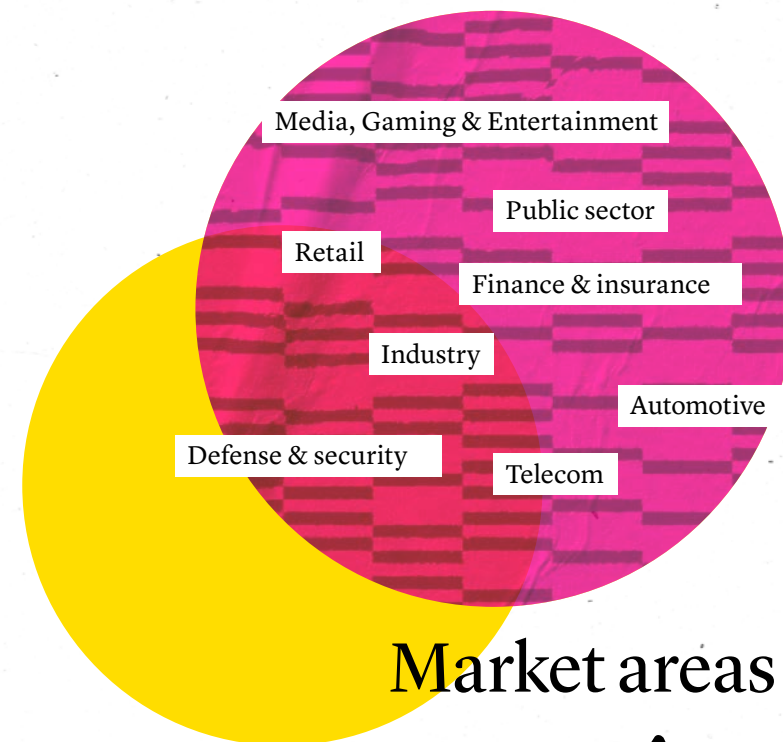 Media, Gaming & Entertainment
Public sector
Retail
Finance & insurance
Industry
Automotive
Defense & security
Telecom
Market areas